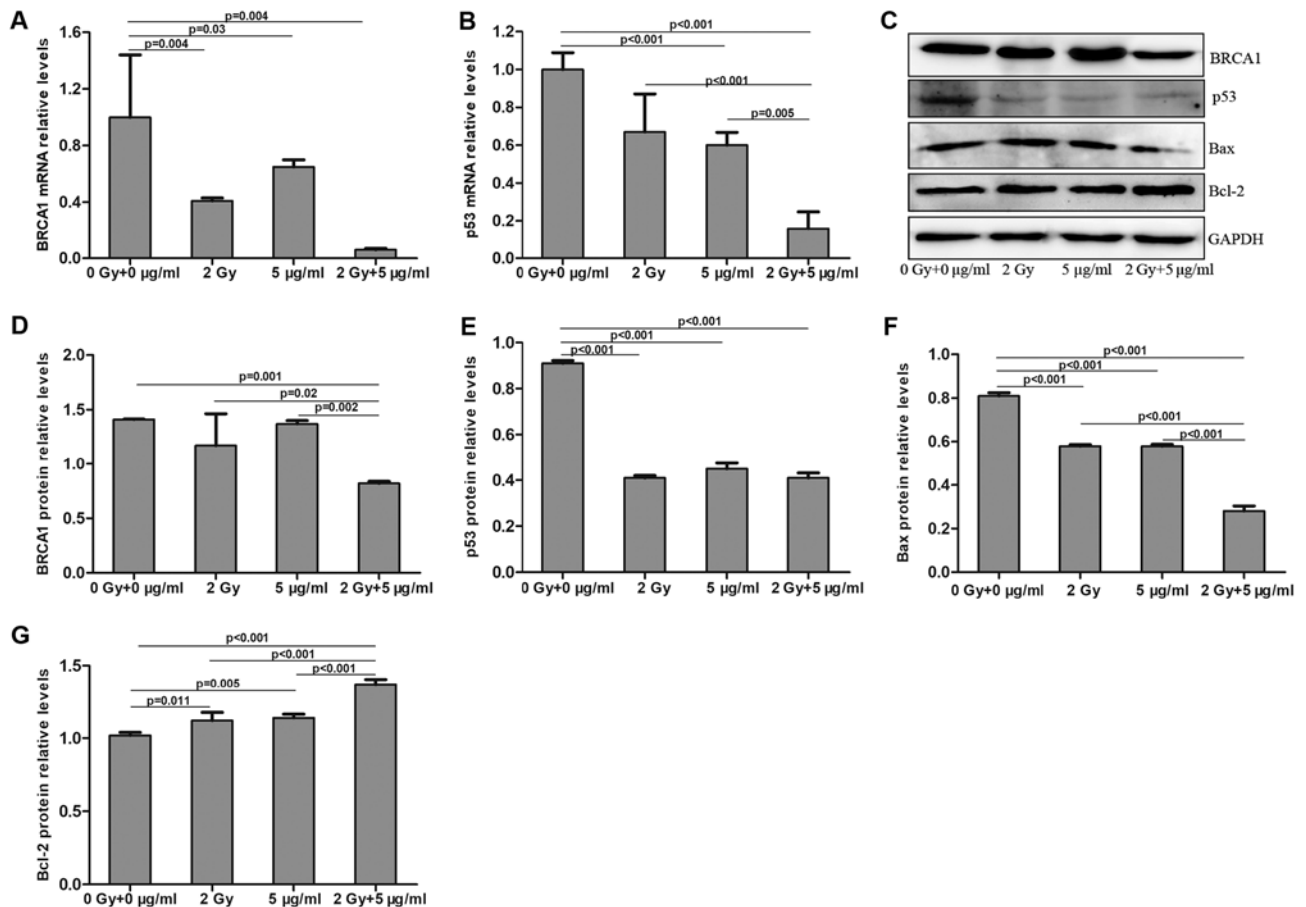 A
p=0.004
p=0.03
p=0.004
BRCA1 mRNA relative levels
1.6
1.2
0.8
0.4
0.0
0 Gy+0 µg/ml 2 Gy 5 µg/ml 2 Gy+5 µg/ml
B
p<0.001
p<0.001
p<0.001
p=0.005
p53 mRNA relative levels
1.2
1.0
0.8
0.6
0.4
0.2
0.0
0 Gy+0 µg/ml 2 Gy 5 µg/ml 2 Gy+5 µg/ml
C
BRCA1
p53
Bax
Bcl-2
GAPDH
0 Gy+0 µg/ml 2 Gy 5 µg/ml 2 Gy+5 µg/ml
D
p=0.001
p=0.02
p=0.002
BRCA1 protein relative levels
2.0
1.5
1.0
0.5
0.0
0 Gy+0 µg/ml 2 Gy 5 µg/ml 2 Gy+5 µg/ml
E
p<0.001
p<0.001
p<0.001
p53 protein relative levels
1.0
0.8
0.6
0.4
0.2
0.0
0 Gy+0 µg/ml 2 Gy 5 µg/ml 2 Gy+5 µg/ml
F
p<0.001
p<0.001
p<0.001
p<0.001
p<0.001
Bax protein relative levels
1.0
0.8
0.6
0.4
0.2
0.0
0 Gy+0 µg/ml 2 Gy 5 µg/ml 2 Gy+5 µg/ml
G
p<0.001
p<0.001
p<0.001
p=0.005
p=0.011
Bcl-2 protein relative levels
1.5
1.0
0.5
0.0
0 Gy+0 µg/ml 2 Gy 5 µg/ml 2 Gy+5 µg/ml